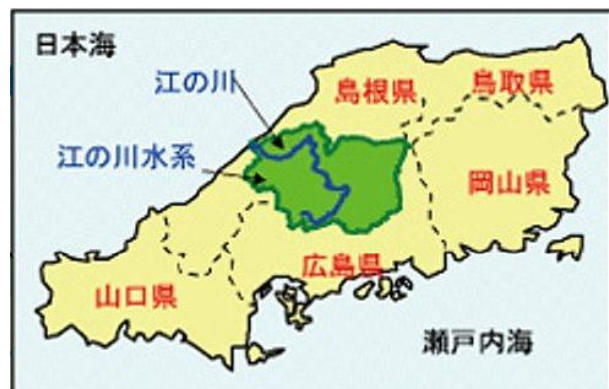 日本海
江の川
島根県
鳥取県
江の川水系
岡山県
広島県
山口県
瀬戸内海